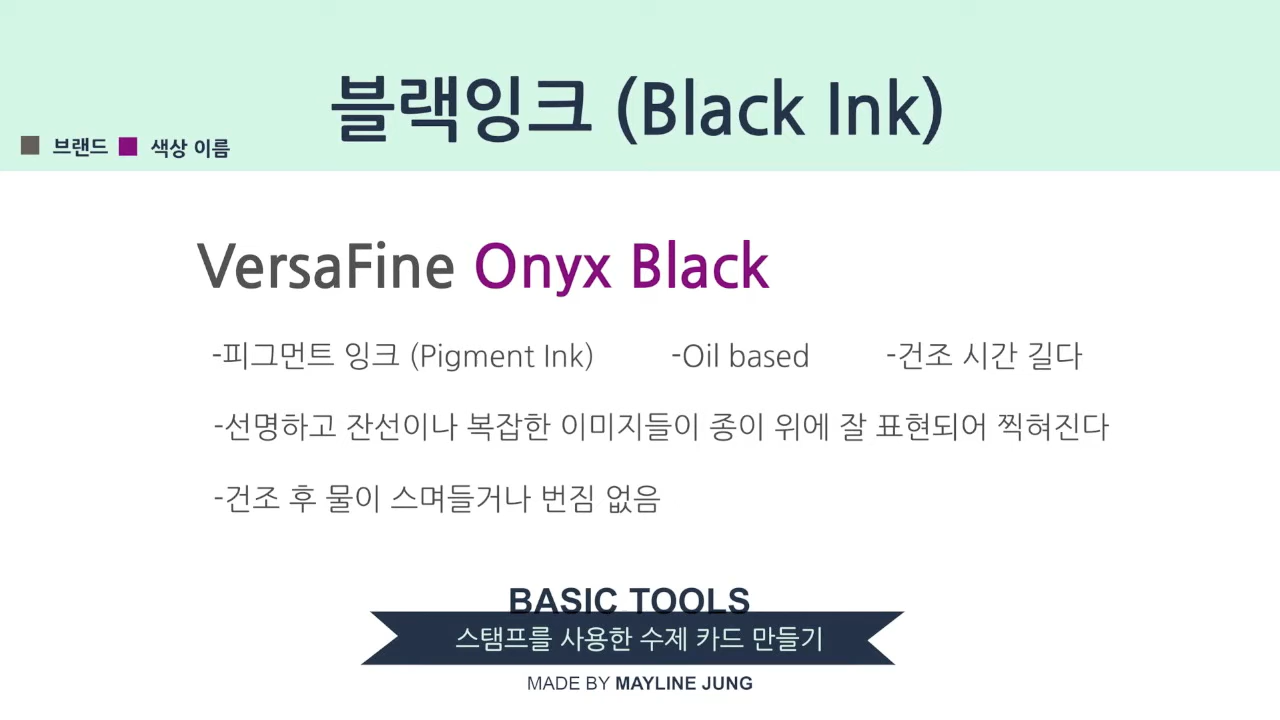 블랙잉크 (Black Ink)
브랜드 색상 이름
VersaFine Onyx Black
-피그먼트 잉크 (Pigment Ink) -Oil based -건조 시간 길다
-선명하고 잔선이나 복잡한 이미지들이 종이 위에 잘 표현되어 찍혀진다
-건조 후 물이 스며들거나 번짐 없음
BASIC TOOLS
스탬프를 사용한 수제 카드 만들기
MADE BY MAYLINE JUNG